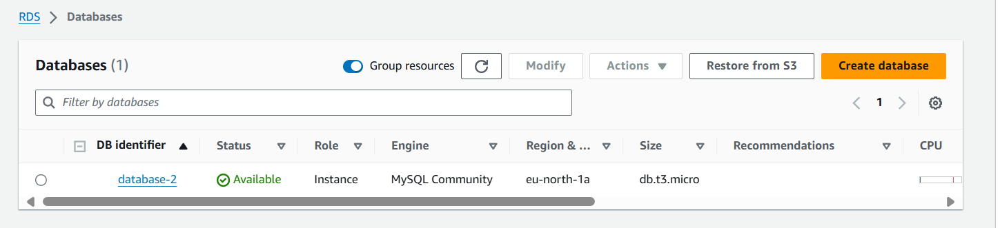 RDS Databases
Databases (1) Group resources Modify Actions Restore from S3 Create database
Filter by databases 1
DB identifier Status Role Engine Region & ... Size Recommendations CPU
database-2 Available Instance MySQL Community eu-north-1a db.t3.micro